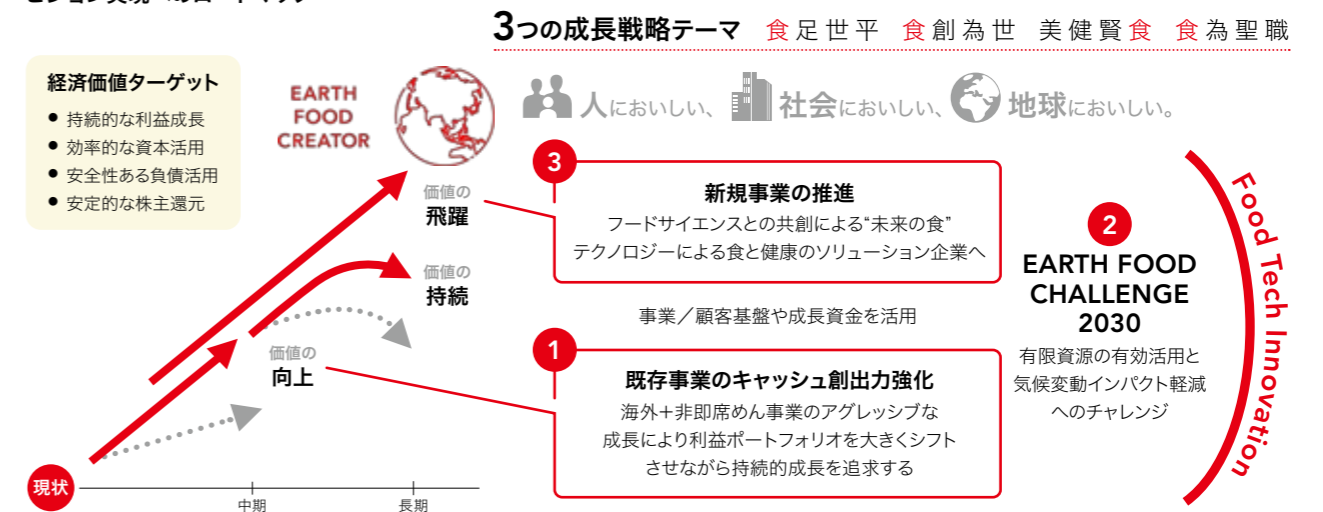 ビジョン実現へのロードマップ
3つの成長戦略テーマ 食足世平 食創為世 美健賢食 食為聖職
人においしい、 社会においしい、 地球においしい。
経済価値ターゲット
● 持続的な利益成長
● 効率的な資本活用
● 安全性ある負債活用
● 安定的な株主還元
EARTH
FOOD
CREATOR
価値の
飛躍
価値の
持続
価値の
向上
現状
中期
長期
3
新規事業の推進
フードサイエンスとの共創による“未来の食”
テクノロジーによる食と健康のソリューション企業へ
事業／顧客基盤や成長資金を活用
1
既存事業のキャッシュ創出力強化
海外＋非即席めん事業のアグレッシブな
成長により利益ポートフォリオを大きくシフト
させながら持続的成長を追求する
2
EARTH FOOD
CHALLENGE
2030
有限資源の有効活用と
気候変動インパクト軽減
へのチャレンジ
Food Tech Innovation